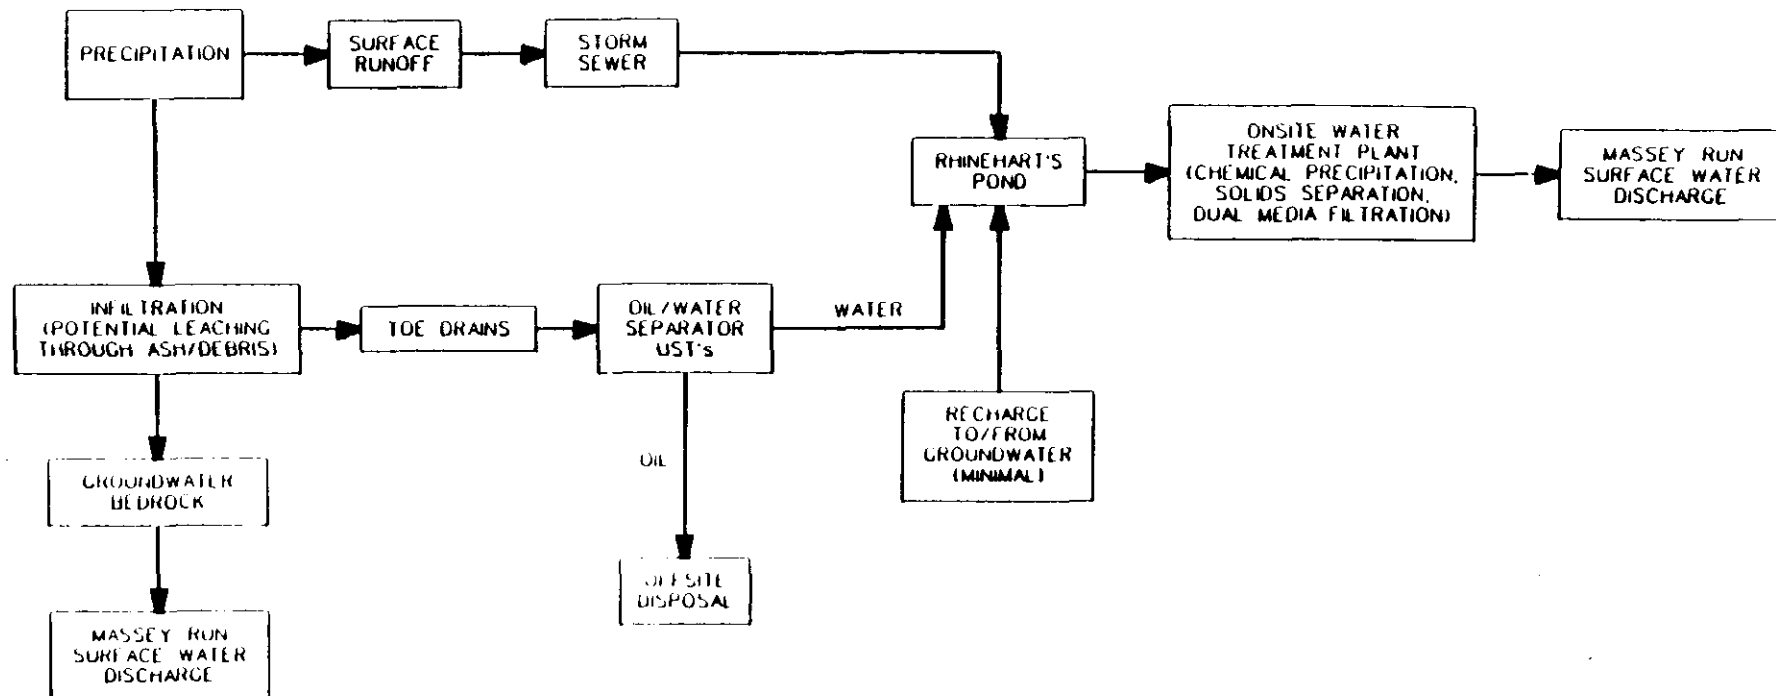 PRECIPITATION
SURFACE
RUNOFF
STORM
SEWER
RHINEHART'S
POND
ONSITE WATER
TREATMENT PLANT
(CHEMICAL PRECIPITATION,
SOLIDS SEPARATION,
DUAL MEDIA FILTRATION)
MASSEY RUN
SURFACE WATER
DISCHARGE
INFILTRATION
(POTENTIAL LEACHING
THROUGH ASH/DEBRIS)
TOE DRAINS
OIL/WATER
SEPARATOR
UST's
WATER
RECHARGE
TO/FROM
GROUNDWATER
(MINIMAL)
OIL
GROUNDWATER
BEDROCK
OFFSITE
DISPOSAL
MASSEY RUN
SURFACE WATER
DISCHARGE